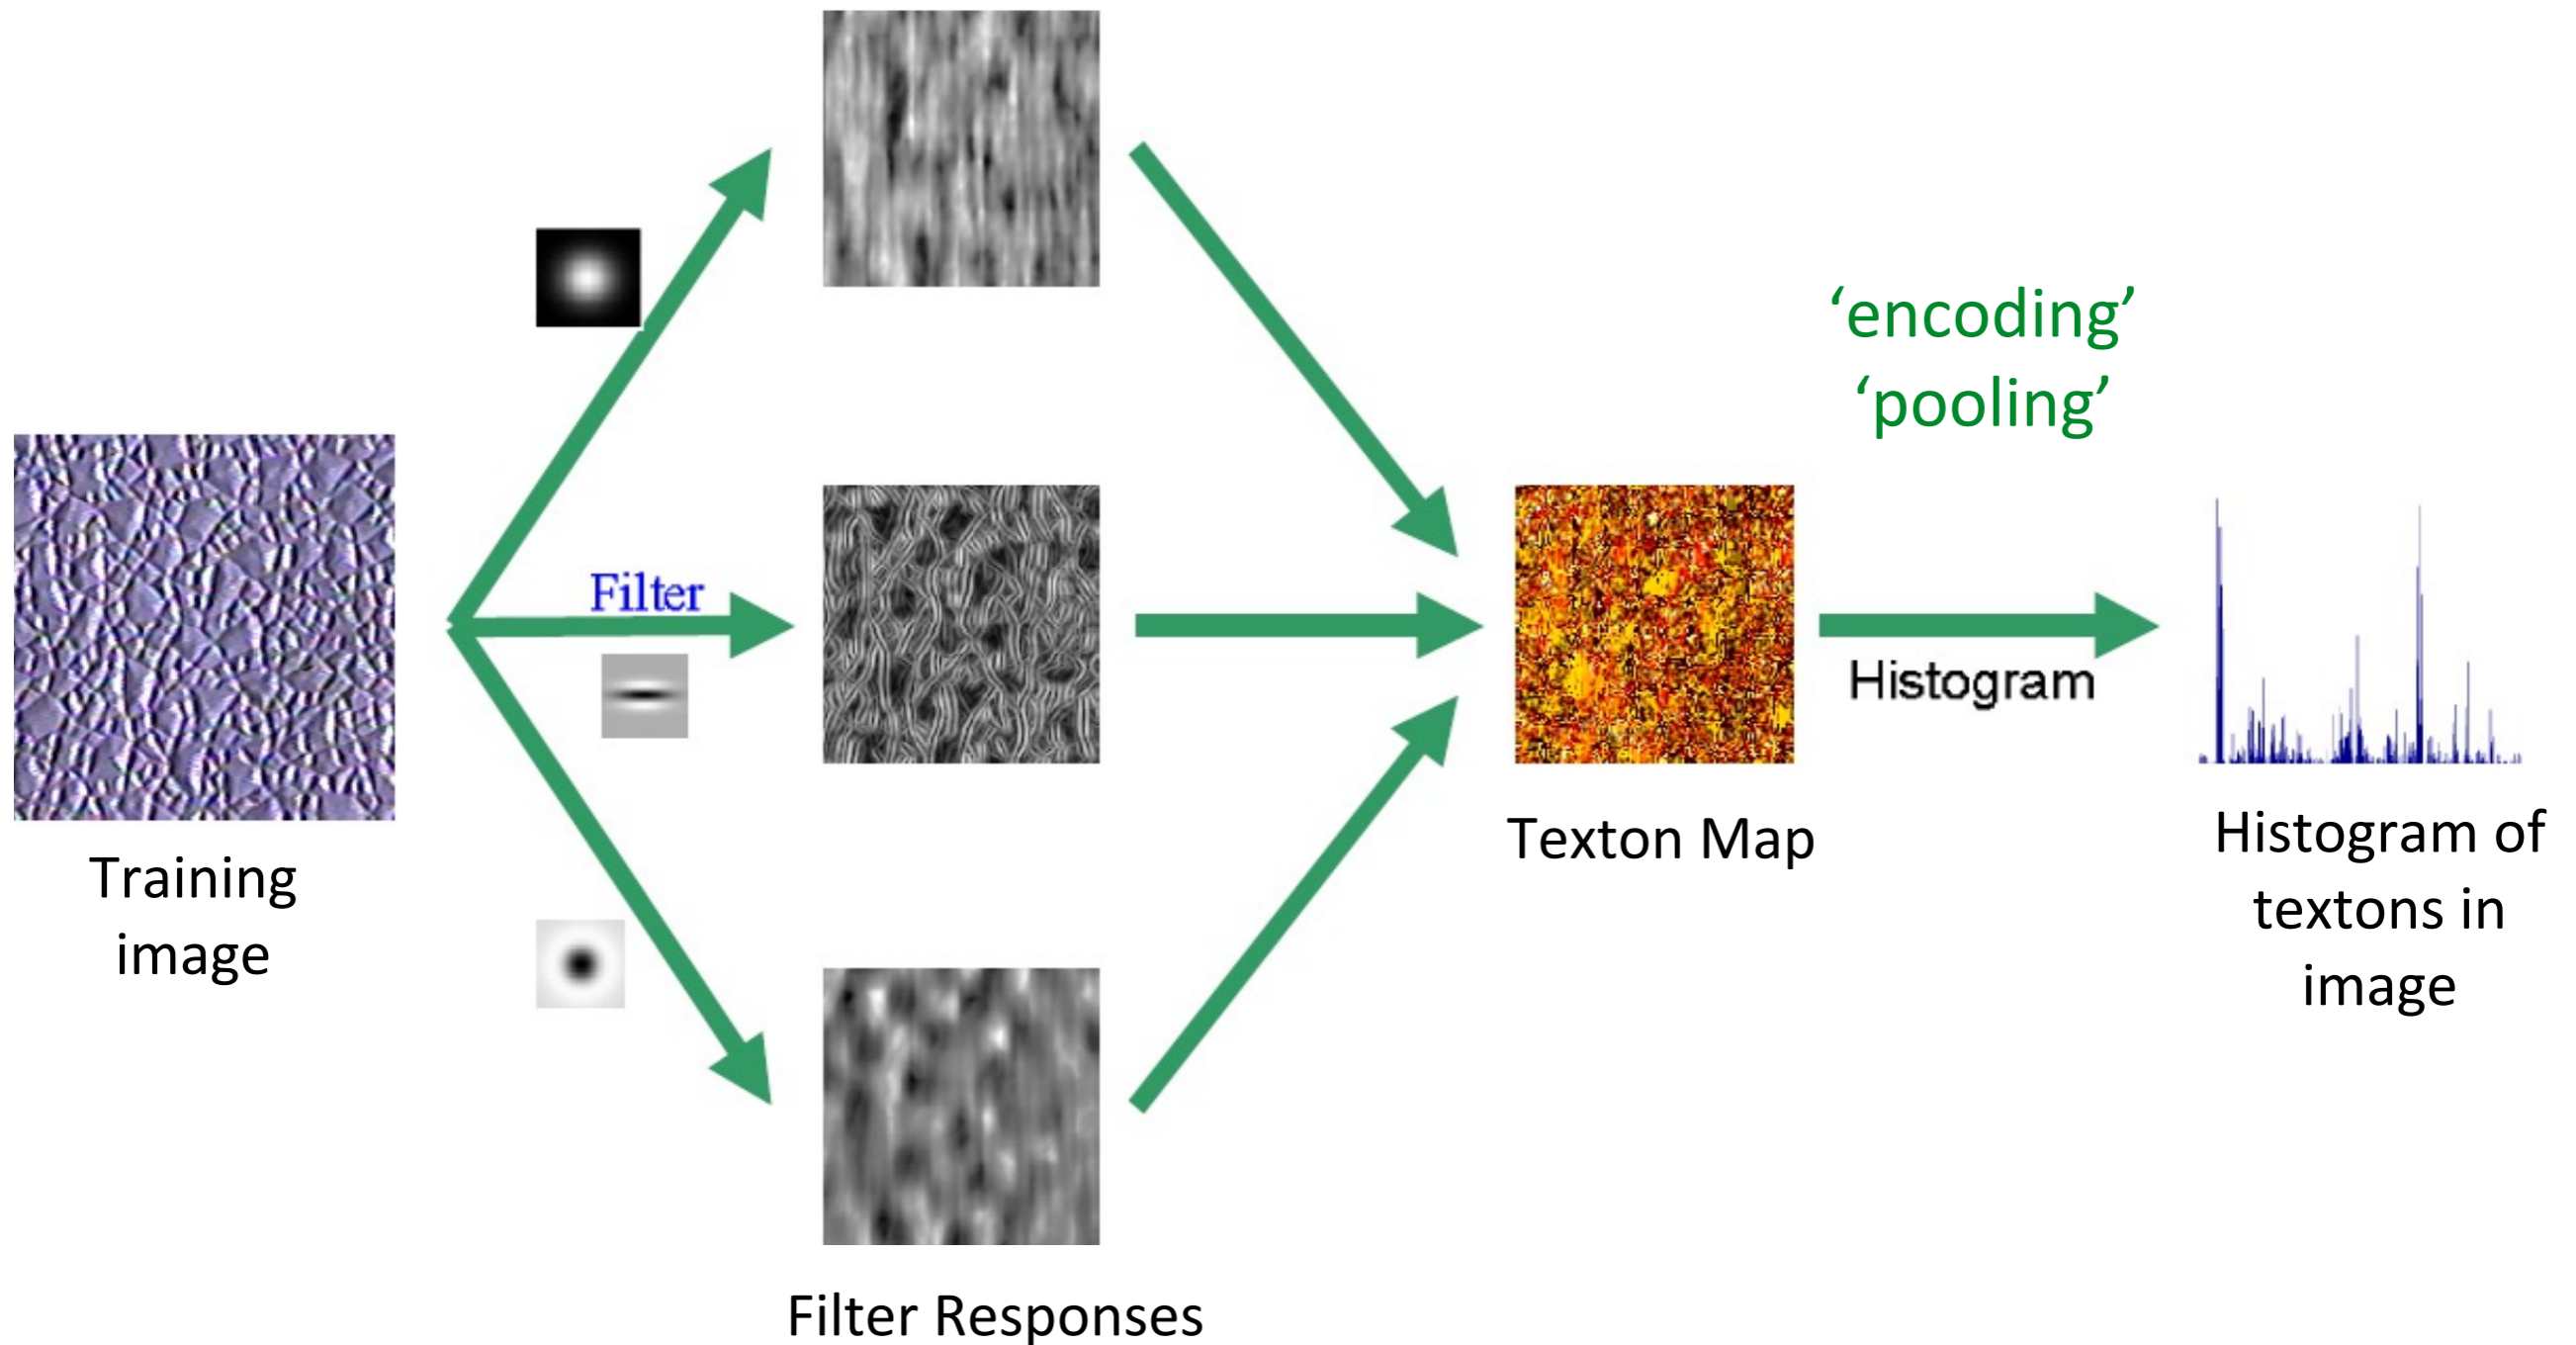 Training
image
Filter
Filter Responses
Texton Map
‘encoding’
‘pooling’
Histogram
Histogram of
textons in
image